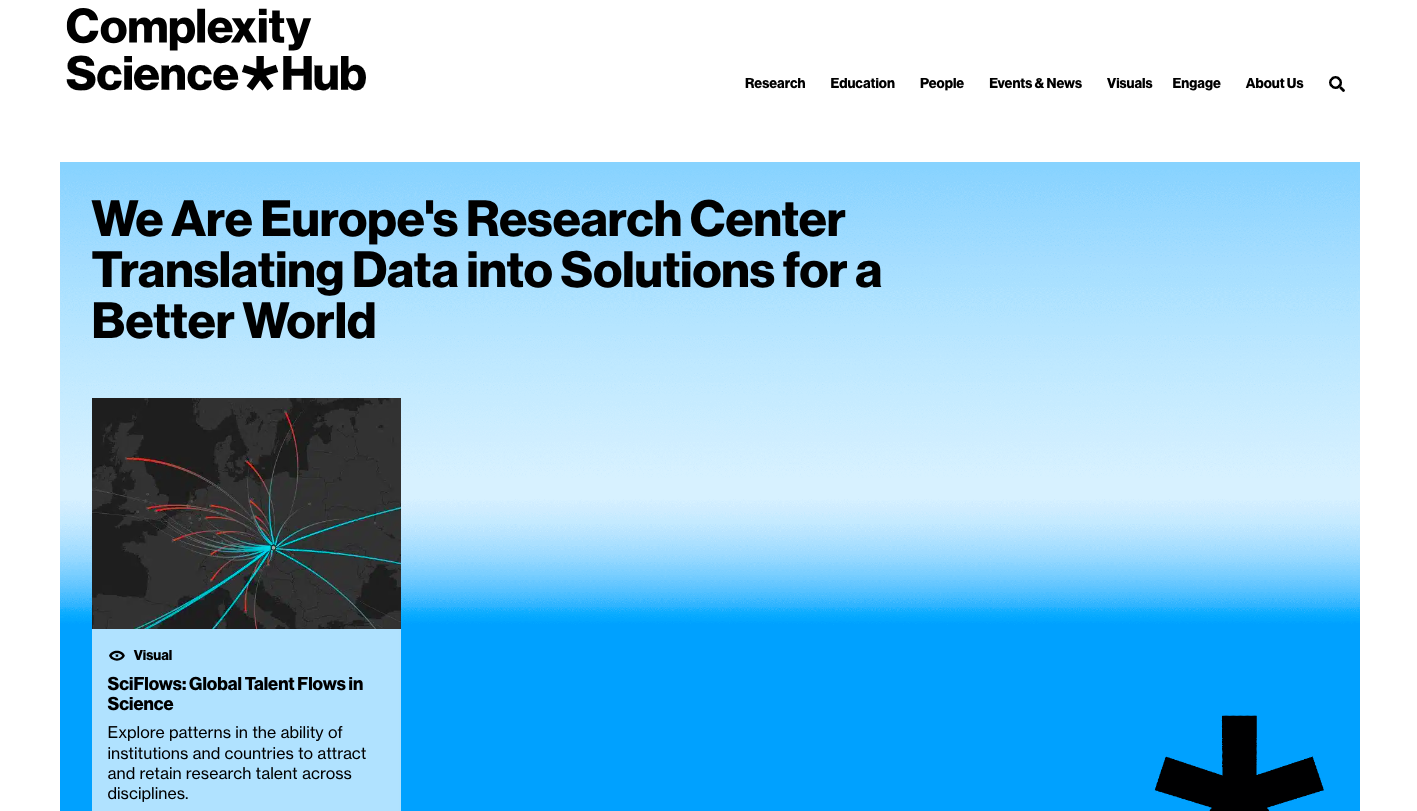 Complexity
Science*Hub
Research Education People Events & News Visuals Engage About Us
We Are Europe's Research Center
Translating Data into Solutions for a
Better World
Visual
SciFlows: Global Talent Flows in
Science
Explore patterns in the ability of
institutions and countries to attract
and retain research talent across
disciplines.